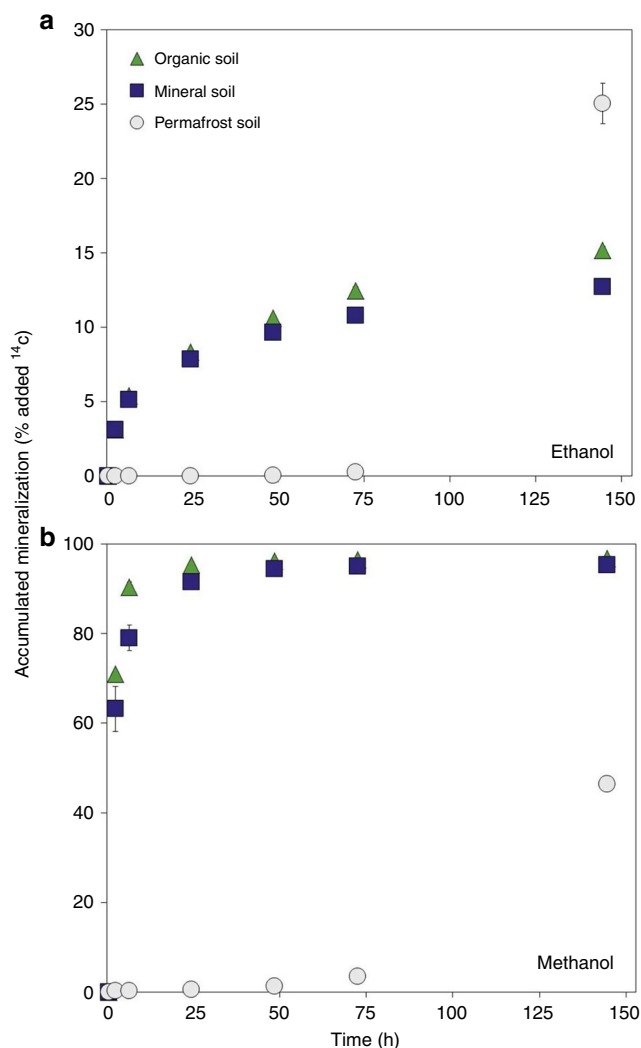 a
30
Organic soil
Mineral soil
25
Permafrost soil
20
15
10
5
Ethanol
0
0 25 50 75 100 125 150
Accumulated mineralization (% added ¹⁴c)
b
100
80
60
40
20
Methanol
0
0 25 50 75 100 125 150
Time (h)